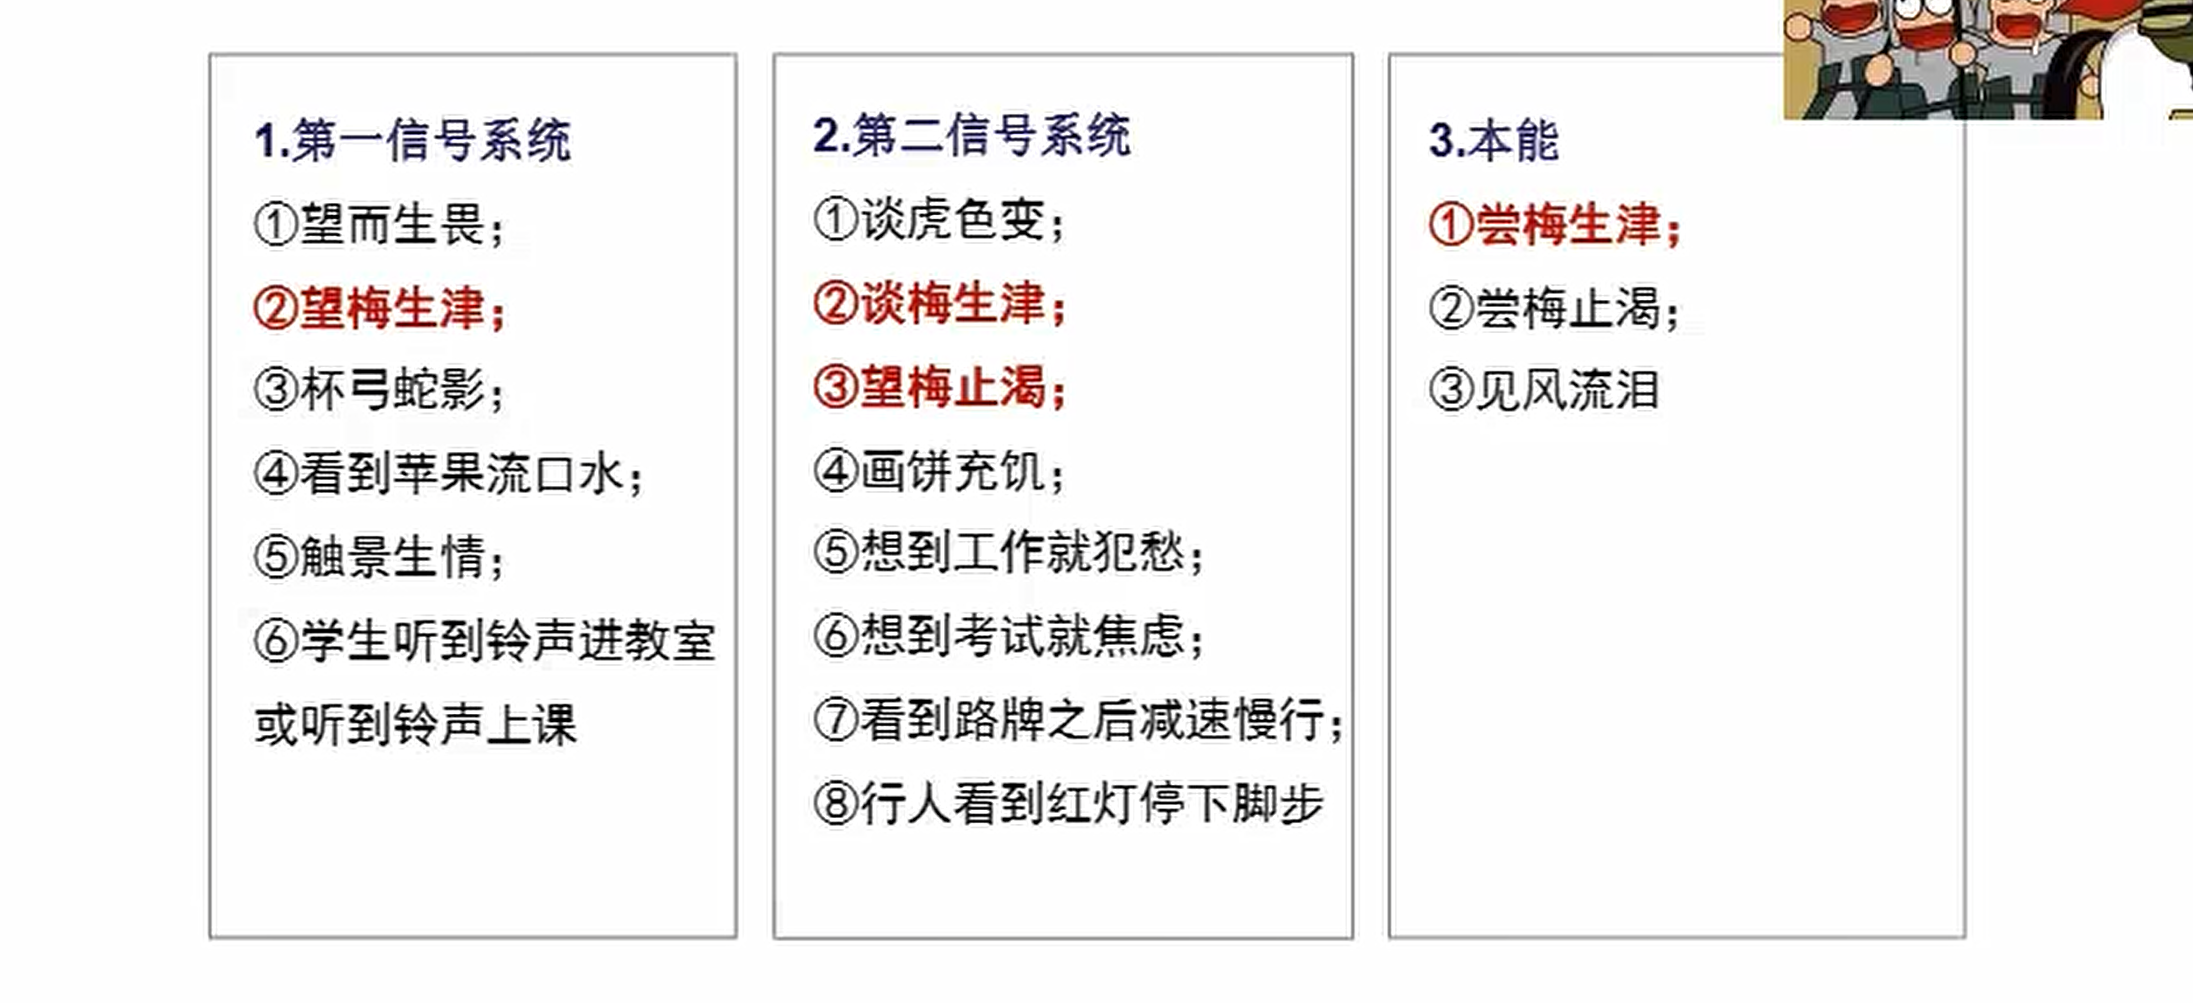 1.第一信号系统
①望而生畏；
②望梅生津；
③杯弓蛇影；
④看到苹果流口水；
⑤触景生情；
⑥学生听到铃声进教室
或听到铃声上课
2.第二信号系统
①谈虎色变；
②谈梅生津；
③望梅止渴；
④画饼充饥；
⑤想到工作就犯愁；
⑥想到考试就焦虑；
⑦看到路牌之后减速慢行；
⑧行人看到红灯停下脚步
3.本能
①尝梅生津；
②尝梅止渴；
③见风流泪